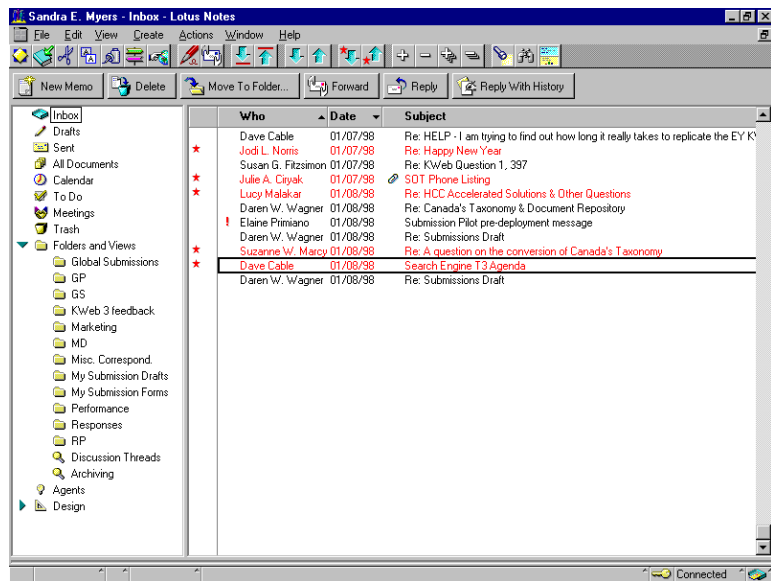 Sandra E. Myers - Inbox - Lotus Notes
File Edit View Create Actions Window Help
New Memo Delete Move To Folder... Forward Reply Reply With History
Inbox
Drafts
Sent
All Documents
Calendar
To Do
Meetings
Trash
Folders and Views
Global Submissions
GP
GS
KWeb 3 feedback
Marketing
MD
Misc. Correspond.
My Submission Drafts
My Submission Forms
Performance
Responses
RP
Discussion Threads
Archiving
Agents
Design
Who Date Subject
Dave Cable 01/07/98 Re: HELP - I am trying to find out how long it really takes to replicate the EY K
Jodi L. Norris 01/07/98 Re: Happy New Year
Susan G. Fitzsimon 01/07/98 Re: KWeb Question 1, 397
Julie A. Ciryak 01/07/98 SOT Phone Listing
Lucy Malakar 01/08/98 Re: HCC Accelerated Solutions & Other Questions
Daren W. Wagner 01/08/98 Re: Canada's Taxonomy & Document Repository
! Elaine Primiano 01/08/98 Submission Pilot pre-deployment message
Daren W. Wagner 01/08/98 Re: Submissions Draft
Suzanne W. Marcy 01/08/98 Re: A question on the conversion of Canada's Taxonomy
Dave Cable 01/08/98 Search Engine T3 Agenda
Daren W. Wagner 01/08/98 Re: Submissions Draft
Connected